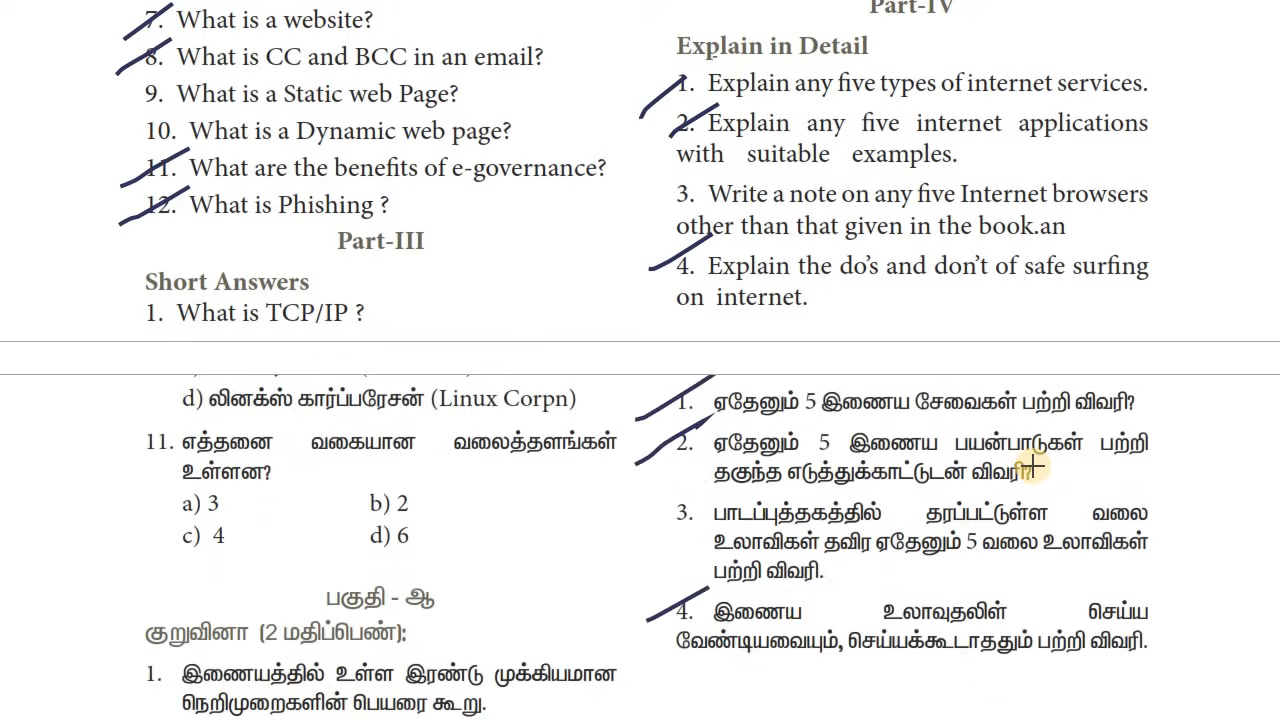 7. What is a website?
8. What is CC and BCC in an email?
9. What is a Static web Page?
10. What is a Dynamic web page?
11. What are the benefits of e-governance?
12. What is Phishing ?
Part-III
Short Answers
1. What is TCP/IP ?
Part-IV
Explain in Detail
1. Explain any five types of internet services.
2. Explain any five internet applications
with suitable examples.
3. Write a note on any five Internet browsers
other than that given in the book.an
4. Explain the do's and don't of safe surfing
on internet.
d) லினக்ஸ் கார்ப்பரேசன் (Linux Corpn)
11. எத்தனை வகையான வலைத்தளங்கள்
உள்ளன?
a) 3 b) 2
c) 4 d) 6
பகுதி - ஆ
குறுவினா (2 மதிப்பெண்):
1. இணையத்தில் உள்ள இரண்டு முக்கியமான
நெறிமுறைகளின் பெயரை கூறு.
1. ஏதேனும் 5 இணைய சேவைகள் பற்றி விவரி?
2. ஏதேனும் 5 இணைய பயன்பாடுகள் பற்றி
தகுந்த எடுத்துக்காட்டுடன் விவரி?
3. பாடப்புத்தகத்தில் தரப்பட்டுள்ள வலை
உலாவிகள் தவிர ஏதேனும் 5 வலை உலாவிகள்
பற்றி விவரி.
4. இணைய உலாவுதலிள் செய்ய
வேண்டியவையும், செய்யக்கூடாததும் பற்றி விவரி.